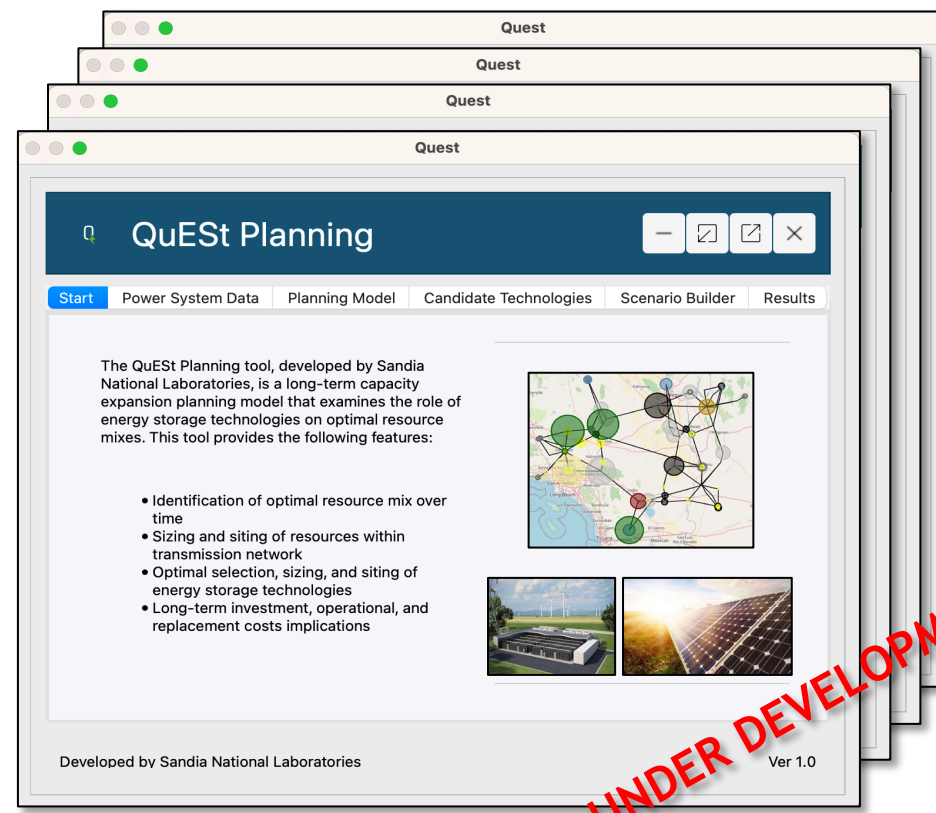 Quest
Quest
Quest
Quest
QuESt Planning
Start Power System Data Planning Model Candidate Technologies Scenario Builder Results
The QuESt Planning tool, developed by Sandia
National Laboratories, is a long-term capacity
expansion planning model that examines the role of
energy storage technologies on optimal resource
mixes. This tool provides the following features:
• Identification of optimal resource mix over
time
• Sizing and siting of resources within
transmission network
• Optimal selection, sizing, and siting of
energy storage technologies
• Long-term investment, operational, and
replacement costs implications
Long Beach
Tijuana
UNDER DEVELOPM
Developed by Sandia National Laboratories
Ver 1.0